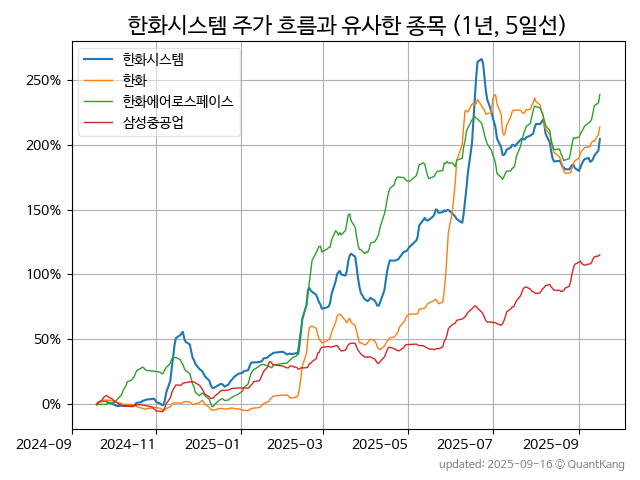 한화시스템 주가 흐름과 유사한 종목 (1년, 5일선)
한화시스템
한화
한화에어로스페이스
삼성중공업
250%
200%
150%
100%
50%
0%
2024-09 2024-11 2025-01 2025-03 2025-05 2025-07 2025-09
updated: 2025-09-16 © QuantKang